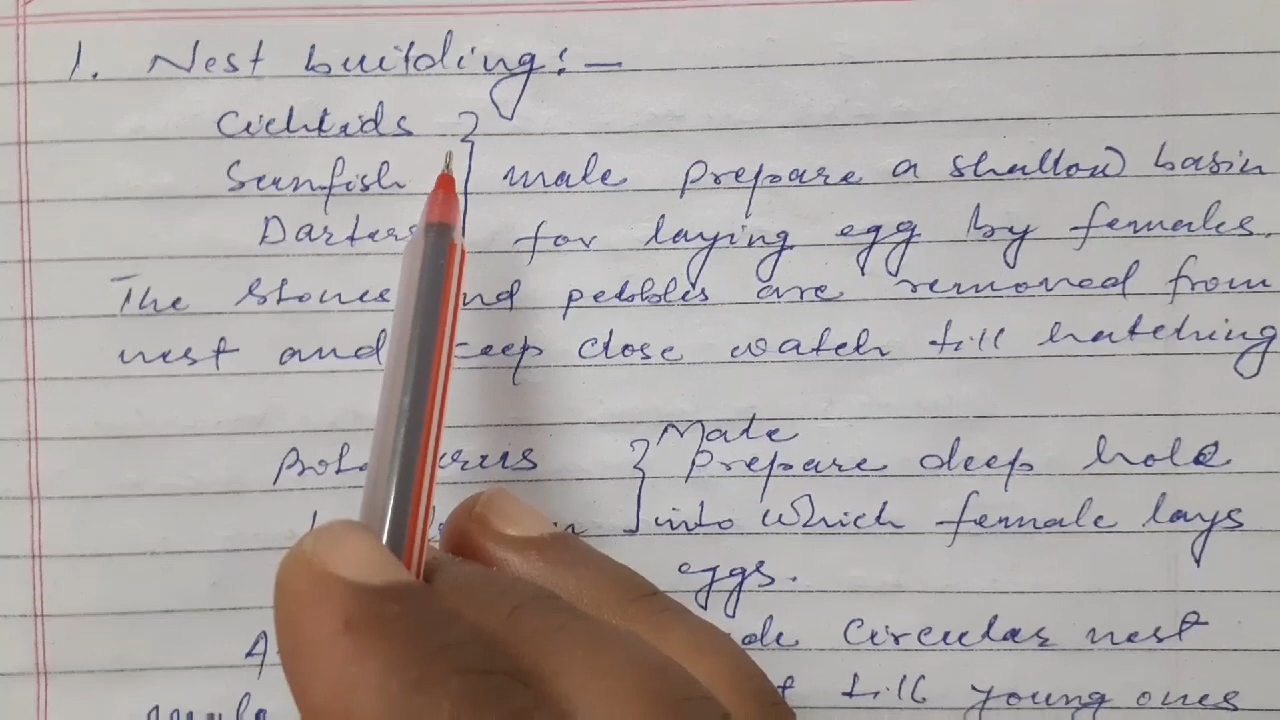 1. Nest building:-
Cichlids
Sunfish } male prepare a shallow basin
Darters for laying egg by females.
The stones nd pebbles are removed from
nest and keep close watch till hatching
Male
} prepare deep hole
into which female lays
eggs.
circular nest
till young ones